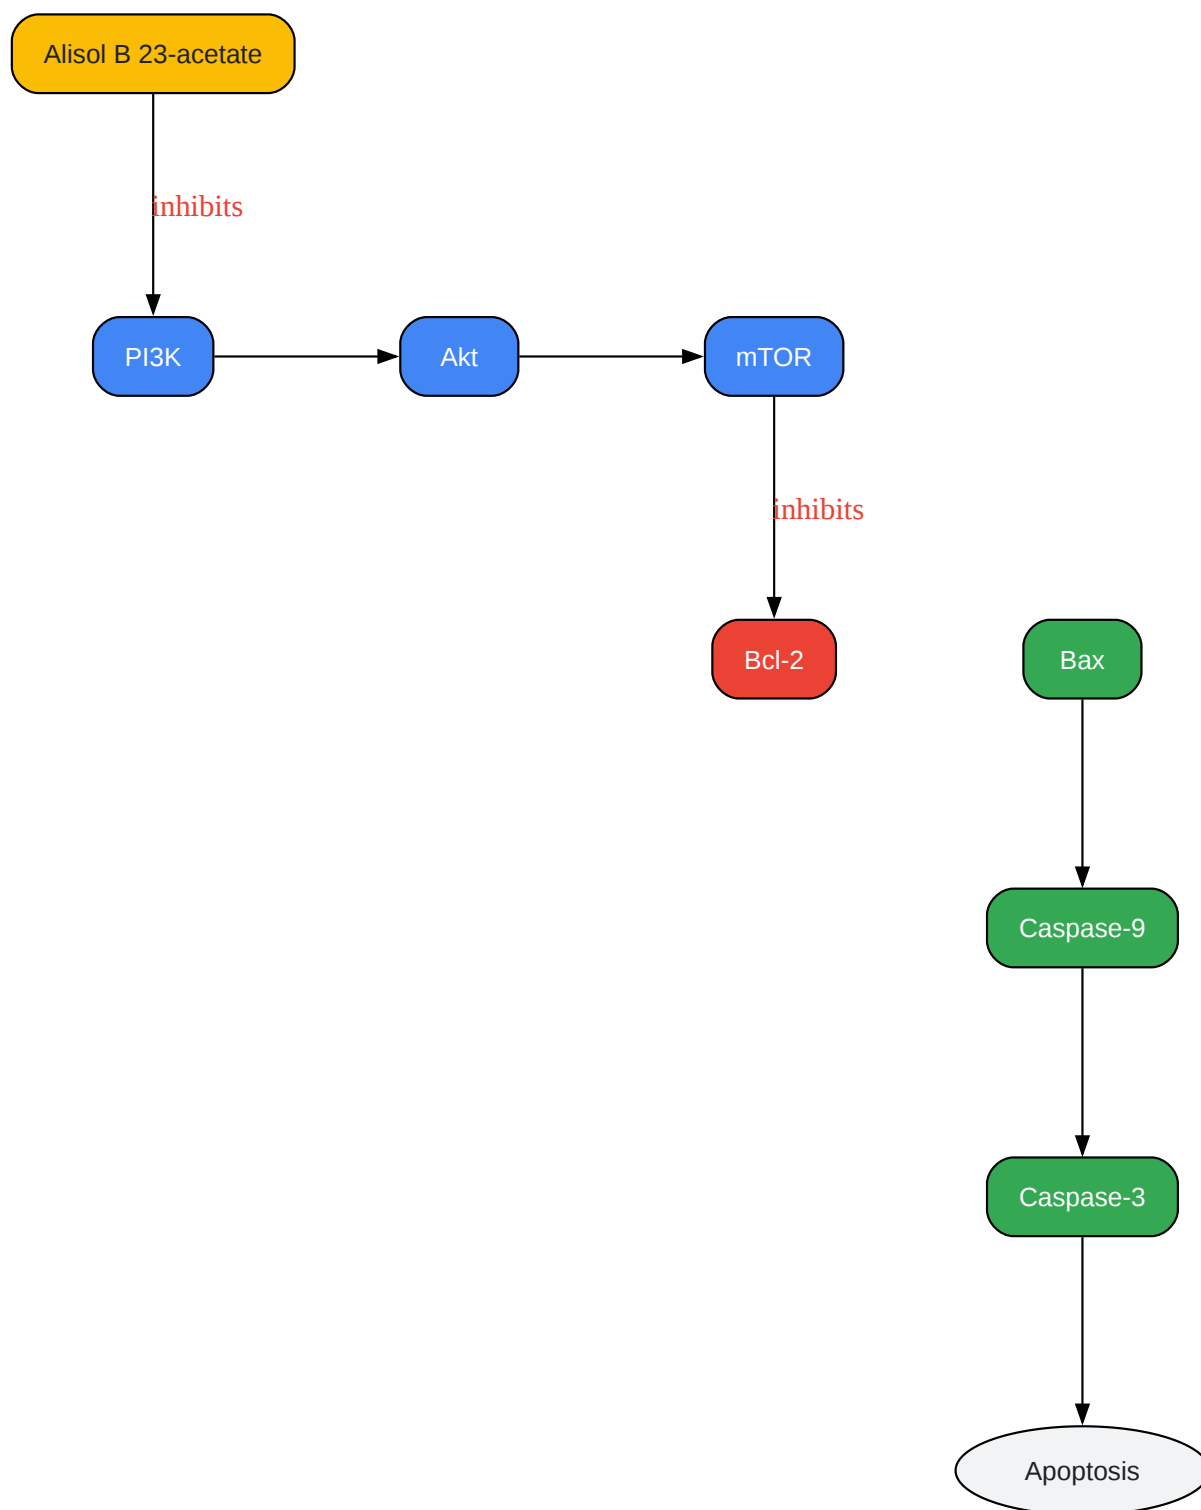 Alisol B 23-acetate
inhibits
PI3K
Akt
mTOR
inhibits
Bcl-2
Bax
Caspase-9
Caspase-3
Apoptosis